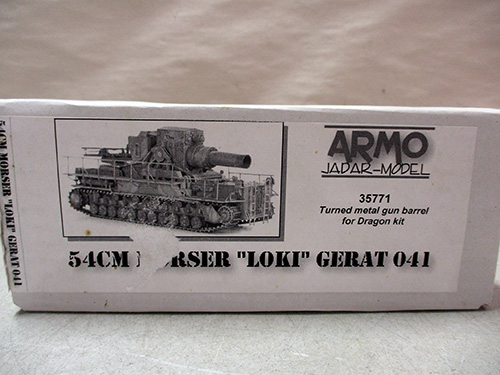 ARMO
JADAR-MODEL
35771
Turned metal gun barrel
for Dragon kit
54CM MORSER "LOKI" GERAT 041
54CM MORSER "LOKI" GERAT 041